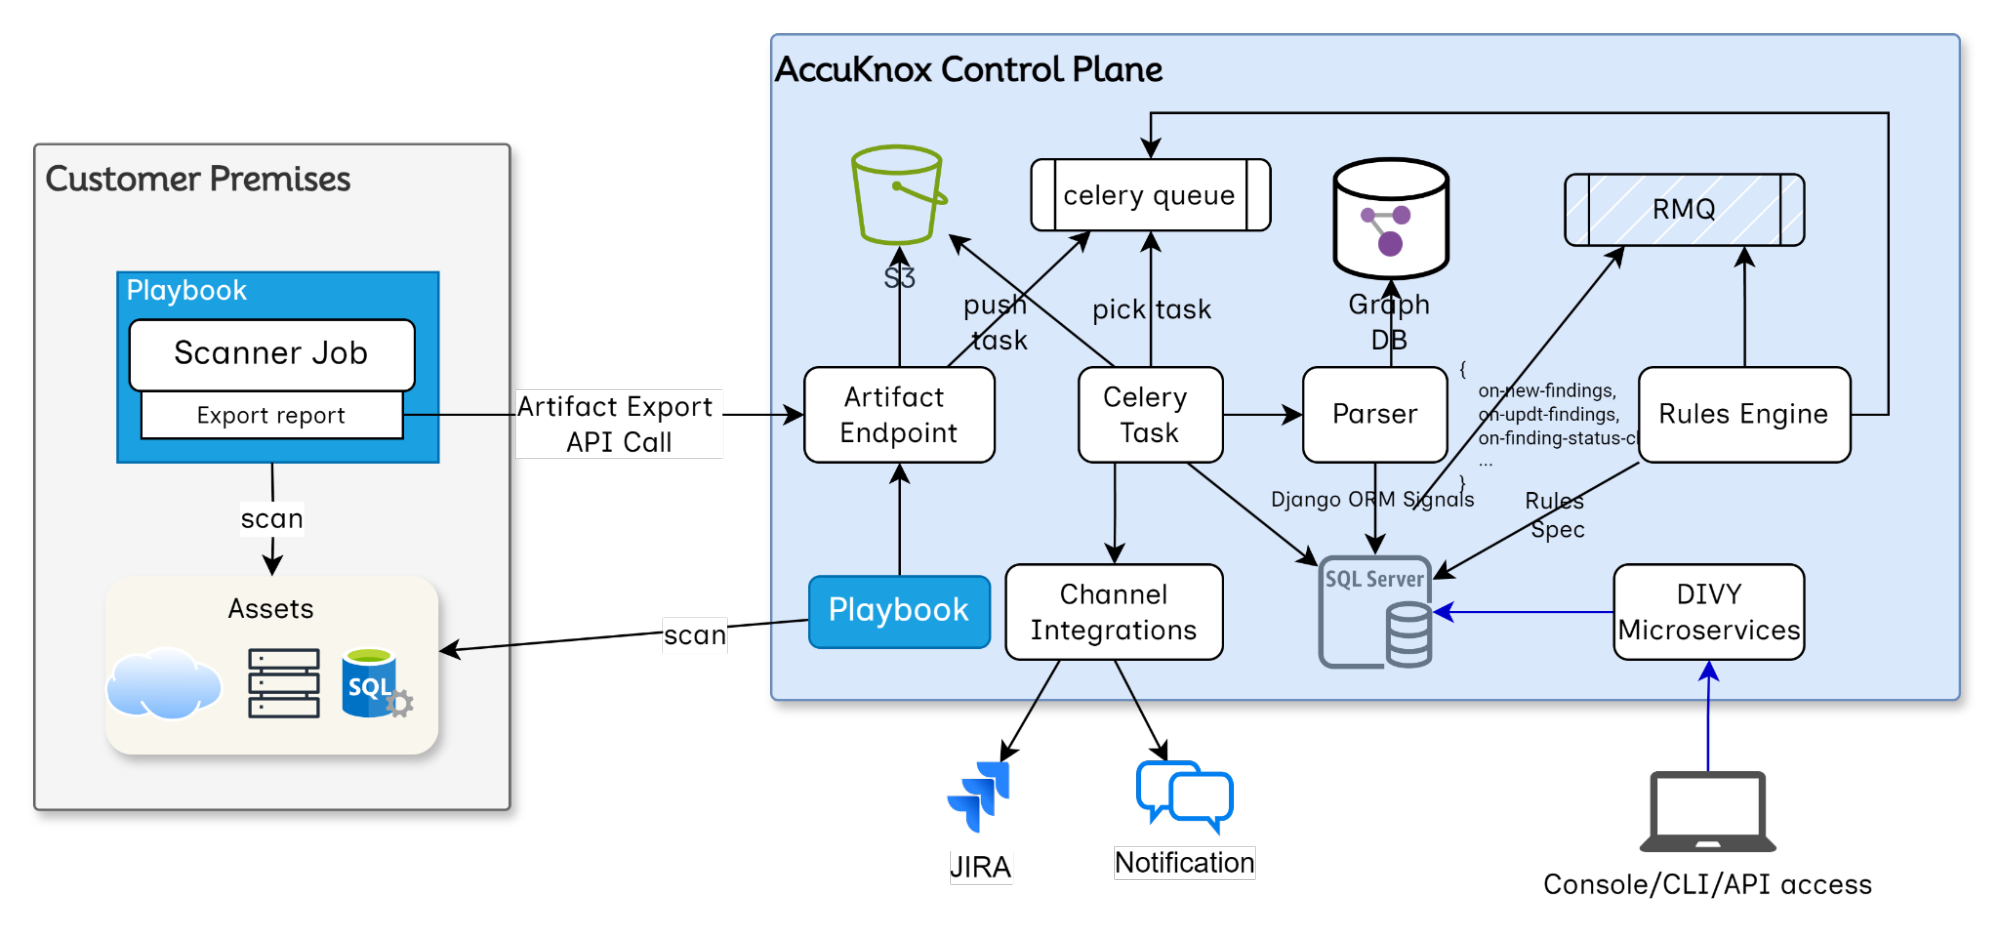 AccuKnox Control Plane
Customer Premises
Playbook
Scanner Job
Export report
scan
Assets
SQL
Artifact Export
API Call
S3
celery queue
RMQ
push
task
pick task
Graph
DB
Artifact
Endpoint
Celery
Task
Parser
{
on-new-findings,
on-updt-findings,
on-finding-status-cl
...
}
Rules Engine
Django ORM Signals
Rules
Spec
Playbook
scan
Channel
Integrations
SQL Server
DIVY
Microservices
JIRA
Notification
Console/CLI/API access